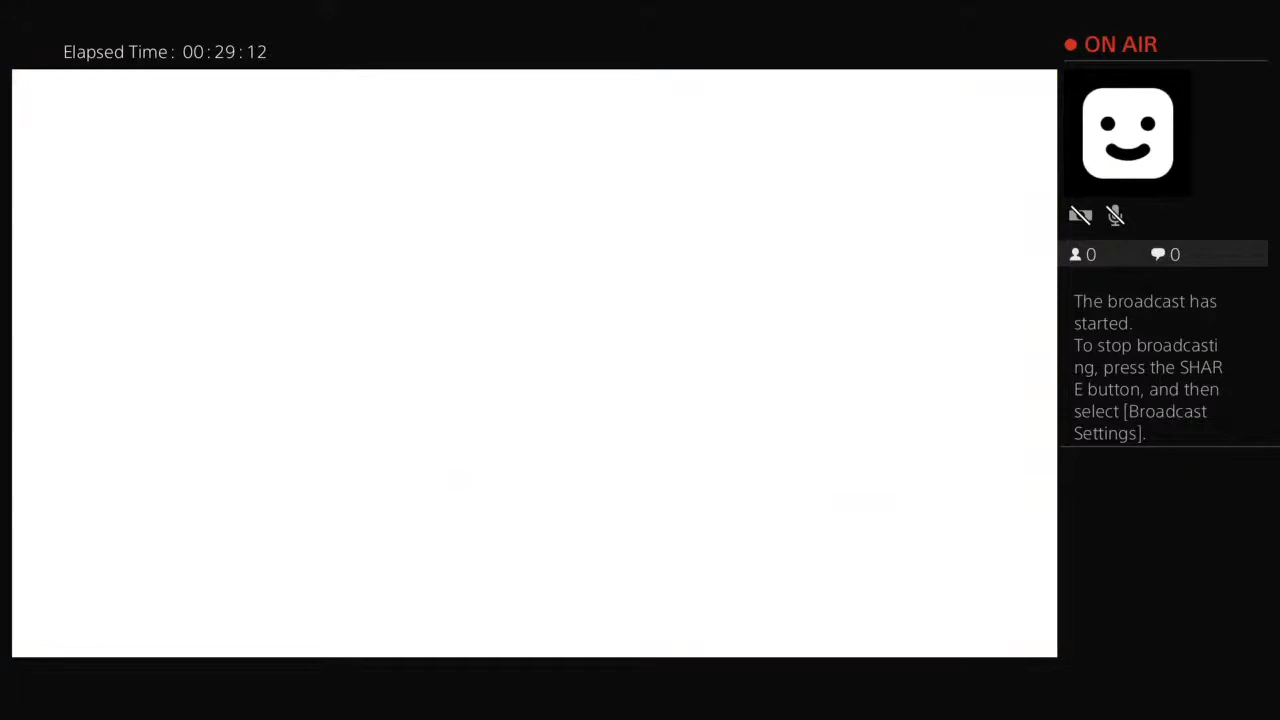 Elapsed Time: 00:29:12
ON AIR
0 0
The broadcast has
started.
To stop broadcasti
ng, press the SHAR
E button, and then
select [Broadcast
Settings].